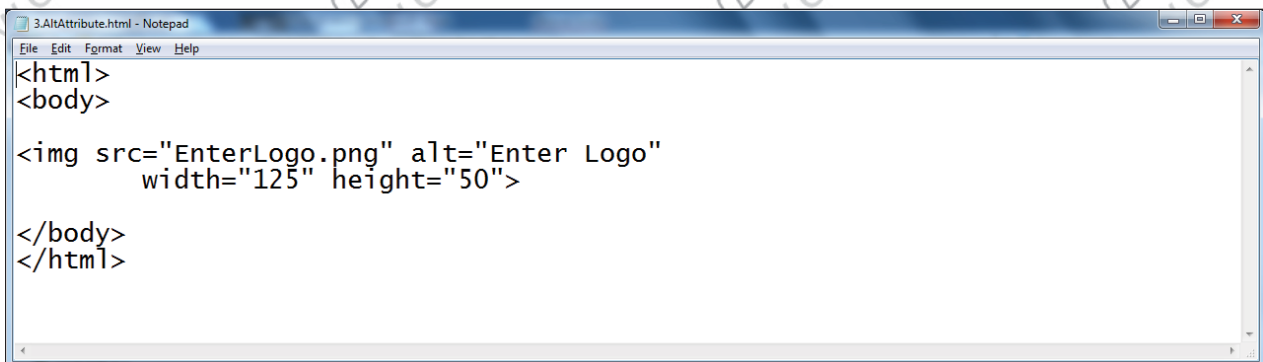 3.AltAttribute.html - Notepad
File Edit Format View Help
<html>
<body>
<img src="EnterLogo.png" alt="Enter Logo"
width="125" height="50">
</body>
</html>